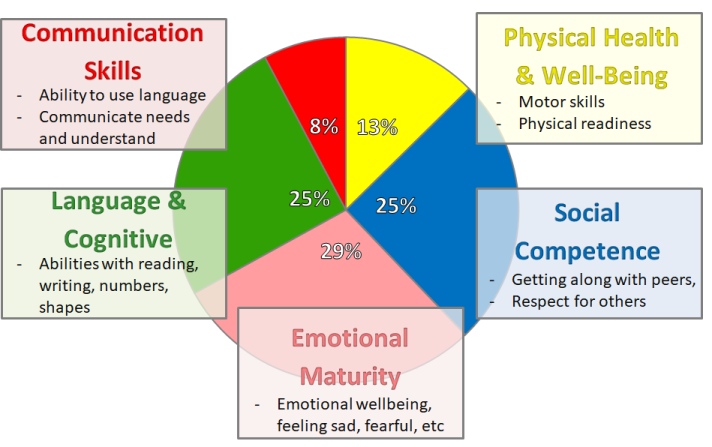 Communication
Skills
- Ability to use language
- Communicate needs
and understand
Physical Health
& Well-Being
- Motor skills
- Physical readiness
8%
13%
25%
25%
29%
Language &
Cognitive
- Abilities with reading,
writing, numbers,
shapes
Social
Competence
- Getting along with peers,
- Respect for others
Emotional
Maturity
- Emotional wellbeing,
feeling sad, fearful, etc